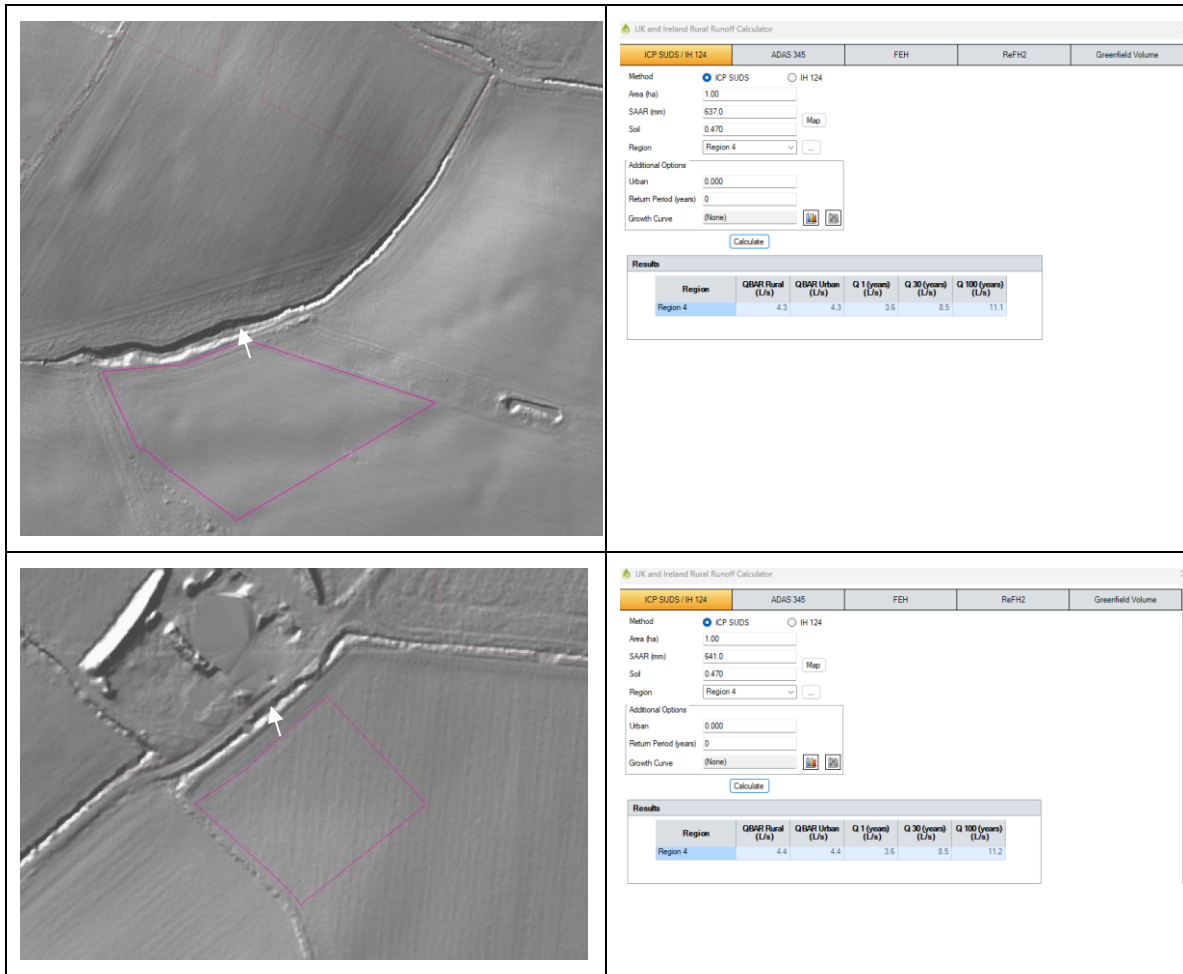 UK and Ireland Rural Runoff Calculator
ICP SUDS / IH 124 ADAS 345 FEH ReFH2 Greenfield Volume
Method ICP SUDS IH 124
Area (ha) 1.00
SAAR (mm) 637.0
Map
Soil 0.470
Region Region 4 ...
Additional Options
Urban 0.000
Return Period (years) 0
Growth Curve (None)
Calculate
Results
Region QBAR Rural (L/s) QBAR Urban (L/s) Q 1 (years) (L/s) Q 30 (years) (L/s) Q 100 (years) (L/s)
Region 4 4.3 4.3 3.6 8.5 11.1
UK and Ireland Rural Runoff Calculator
ICP SUDS / IH 124 ADAS 345 FEH ReFH2 Greenfield Volume
Method ICP SUDS IH 124
Area (ha) 1.00
SAAR (mm) 641.0
Map
Soil 0.470
Region Region 4 ...
Additional Options
Urban 0.000
Return Period (years) 0
Growth Curve (None)
Calculate
Results
Region QBAR Rural (L/s) QBAR Urban (L/s) Q 1 (years) (L/s) Q 30 (years) (L/s) Q 100 (years) (L/s)
Region 4 4.4 4.4 3.6 8.5 11.2